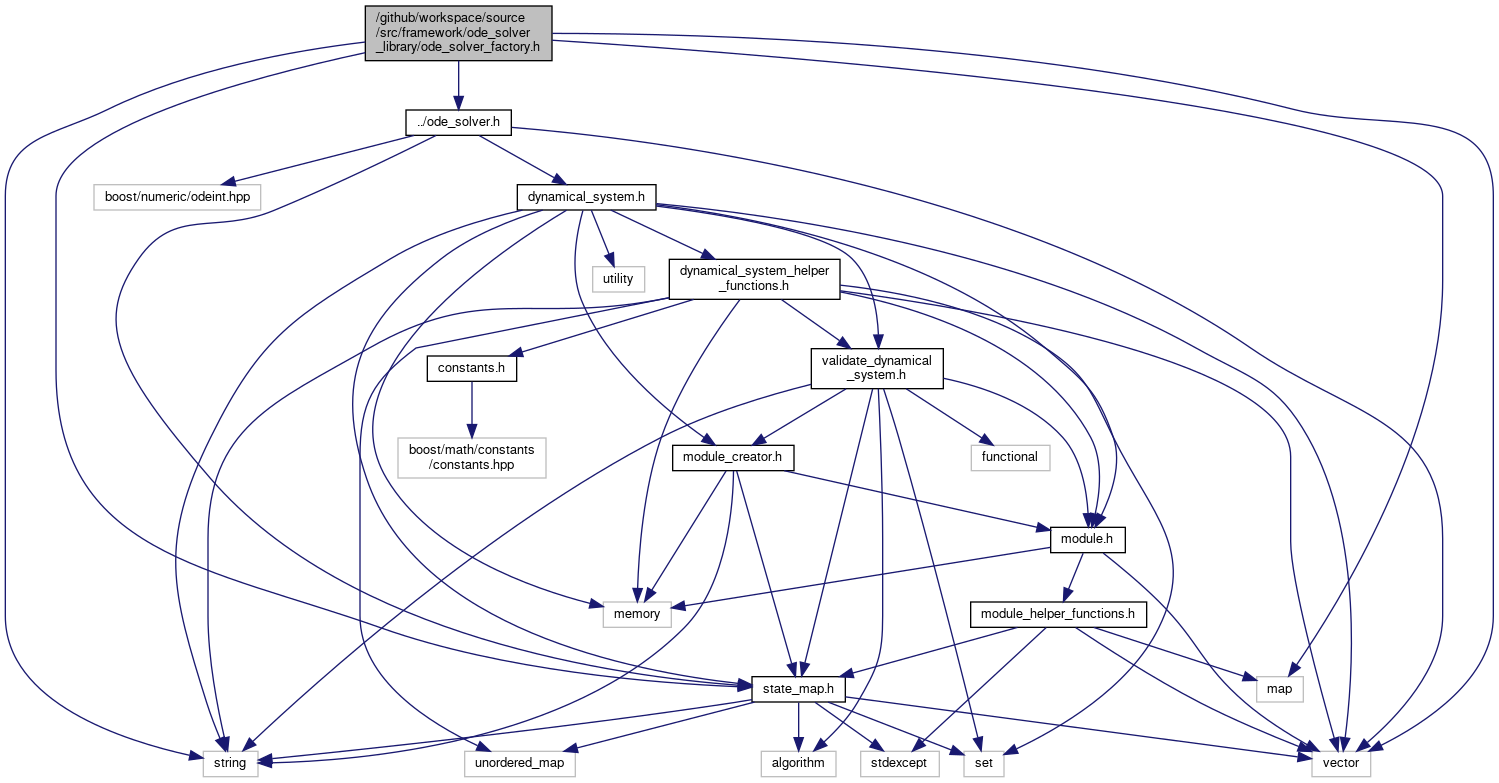 /github/workspace/source
/src/framework/ode_solver
_library/ode_solver_factory.h
../ode_solver.h
boost/numeric/odeint.hpp
dynamical_system.h
utility
dynamical_system_helper
_functions.h
constants.h
validate_dynamical
_system.h
boost/math/constants
/constants.hpp
module_creator.h
functional
module.h
memory
module_helper_functions.h
state_map.h
map
string
unordered_map
algorithm
stdexcept
set
vector